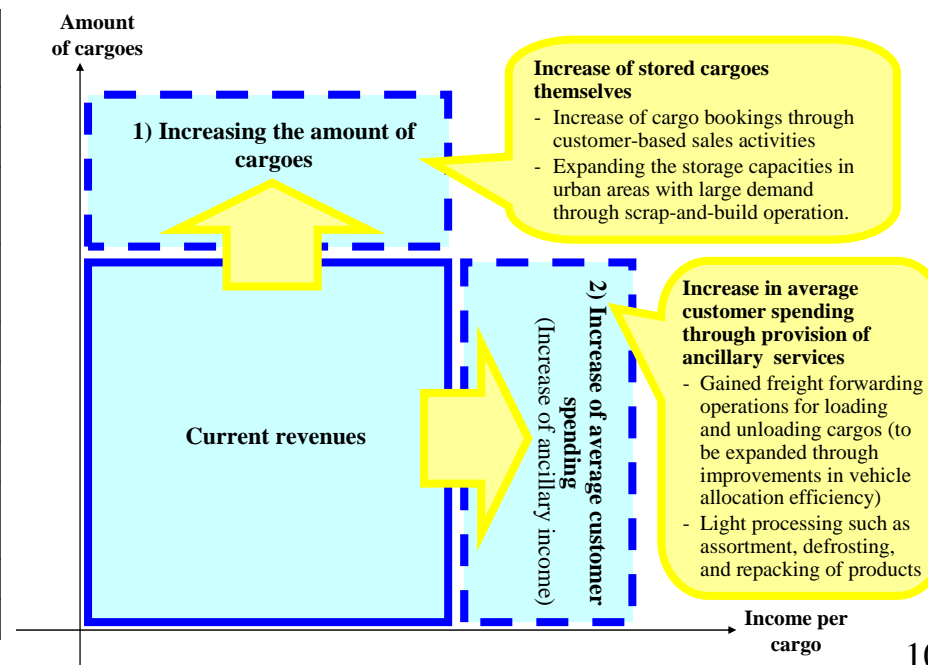 Amount
of cargoes
1) Increasing the amount of
cargoes
Increase of stored cargoes
themselves
- Increase of cargo bookings through
customer-based sales activities
- Expanding the storage capacities in
urban areas with large demand
through scrap-and-build operation.
Current revenues
2) Increase of average customer
spending
(Increase of ancillary income)
Increase in average
customer spending
through provision of
ancillary services
- Gained freight forwarding
operations for loading
and unloading cargos (to
be expanded through
improvements in vehicle
allocation efficiency)
- Light processing such as
assortment, defrosting,
and repacking of products
Income per
cargo